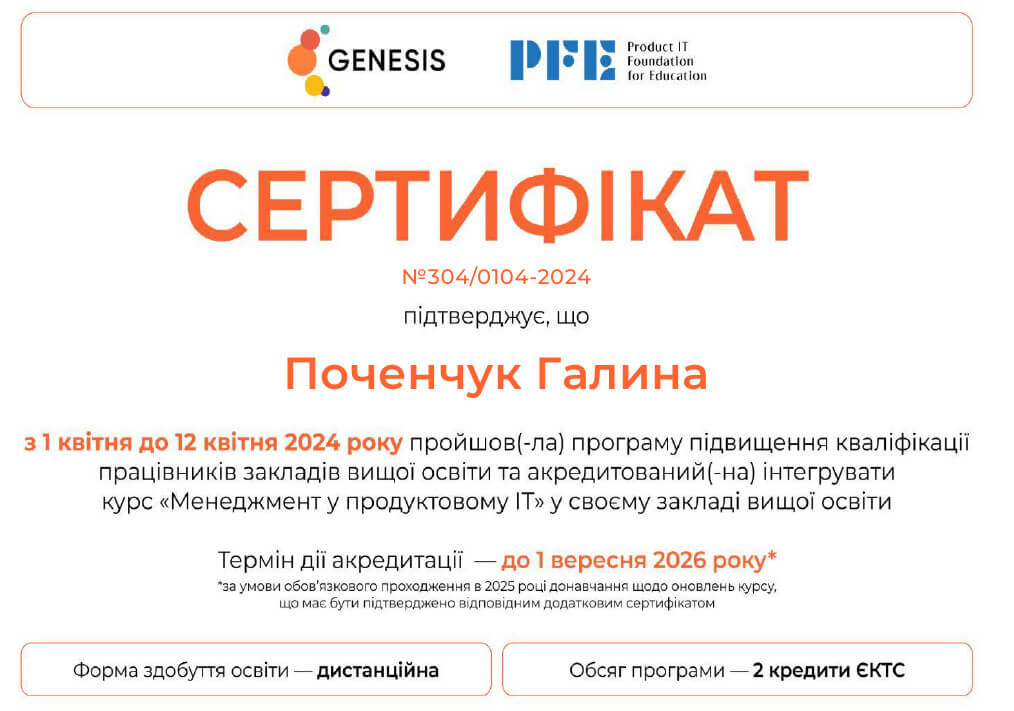 GENESIS
PFE
Product IT
Foundation
for Education
СЕРТИФІКАТ
№304/0104-2024
підтверджує, що
Поченчук Галина
з 1 квітня до 12 квітня 2024 року пройшов(-ла) програму підвищення кваліфікації
працівників закладів вищої освіти та акредитований(-на) інтегрувати
курс «Менеджмент у продуктовому ІТ» у своєму закладі вищої освіти
Термін дії акредитації — до 1 вересня 2026 року*
*за умови обов’язкового проходження в 2025 році донавчання щодо оновлень курсу,
що має бути підтверджено відповідним додатковим сертифікатом
Форма здобуття освіти — дистанційна
Обсяг програми — 2 кредити ЄКТС